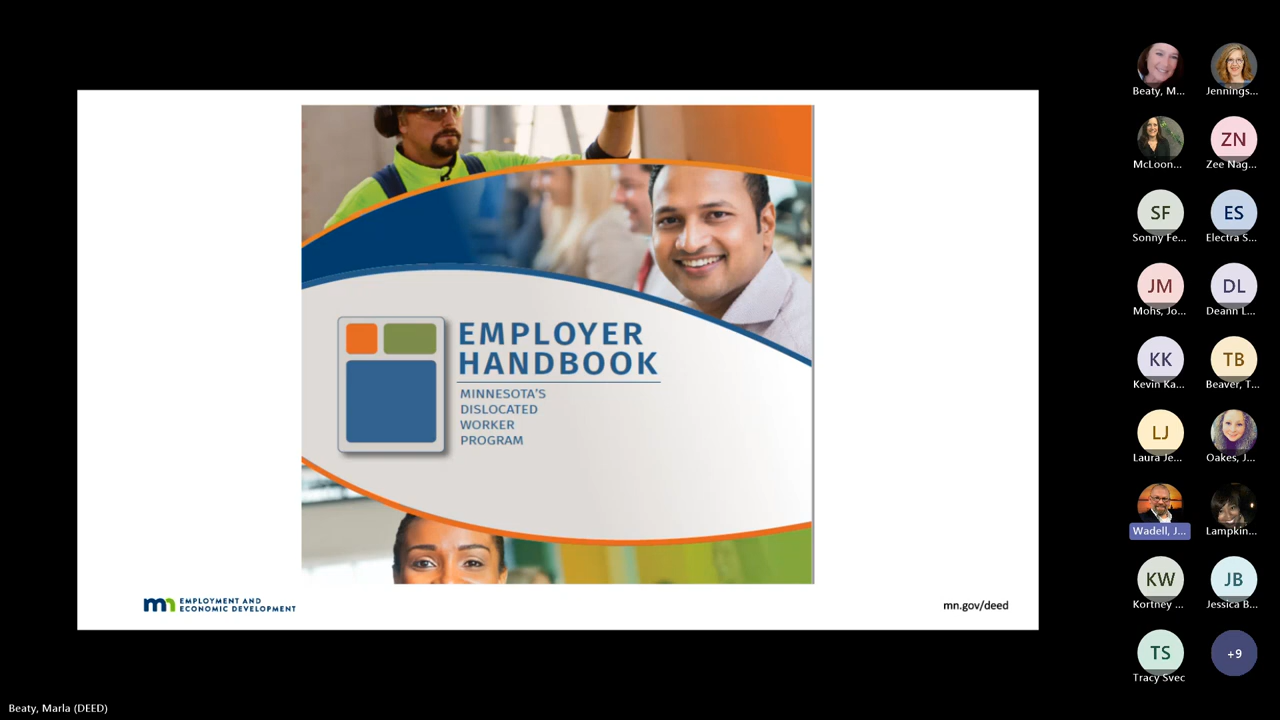 EMPLOYER
HANDBOOK
MINNESOTA'S
DISLOCATED
WORKER
PROGRAM
mn EMPLOYMENT AND
ECONOMIC DEVELOPMENT
mn.gov/deed
Beaty, M...
Jennings...
McLoon...
ZN
Zee Nag...
SF
Sonny Fe...
ES
Electra S...
JM
Mohs, Jo...
DL
Deann L...
KK
Kevin Ka...
TB
Beaver, T...
LJ
Laura Je...
Oakes, J...
Wadell, J...
Lampkin...
KW
Kortney ...
JB
Jessica B...
TS
Tracy Svec
+9
Beaty, Marla (DEED)